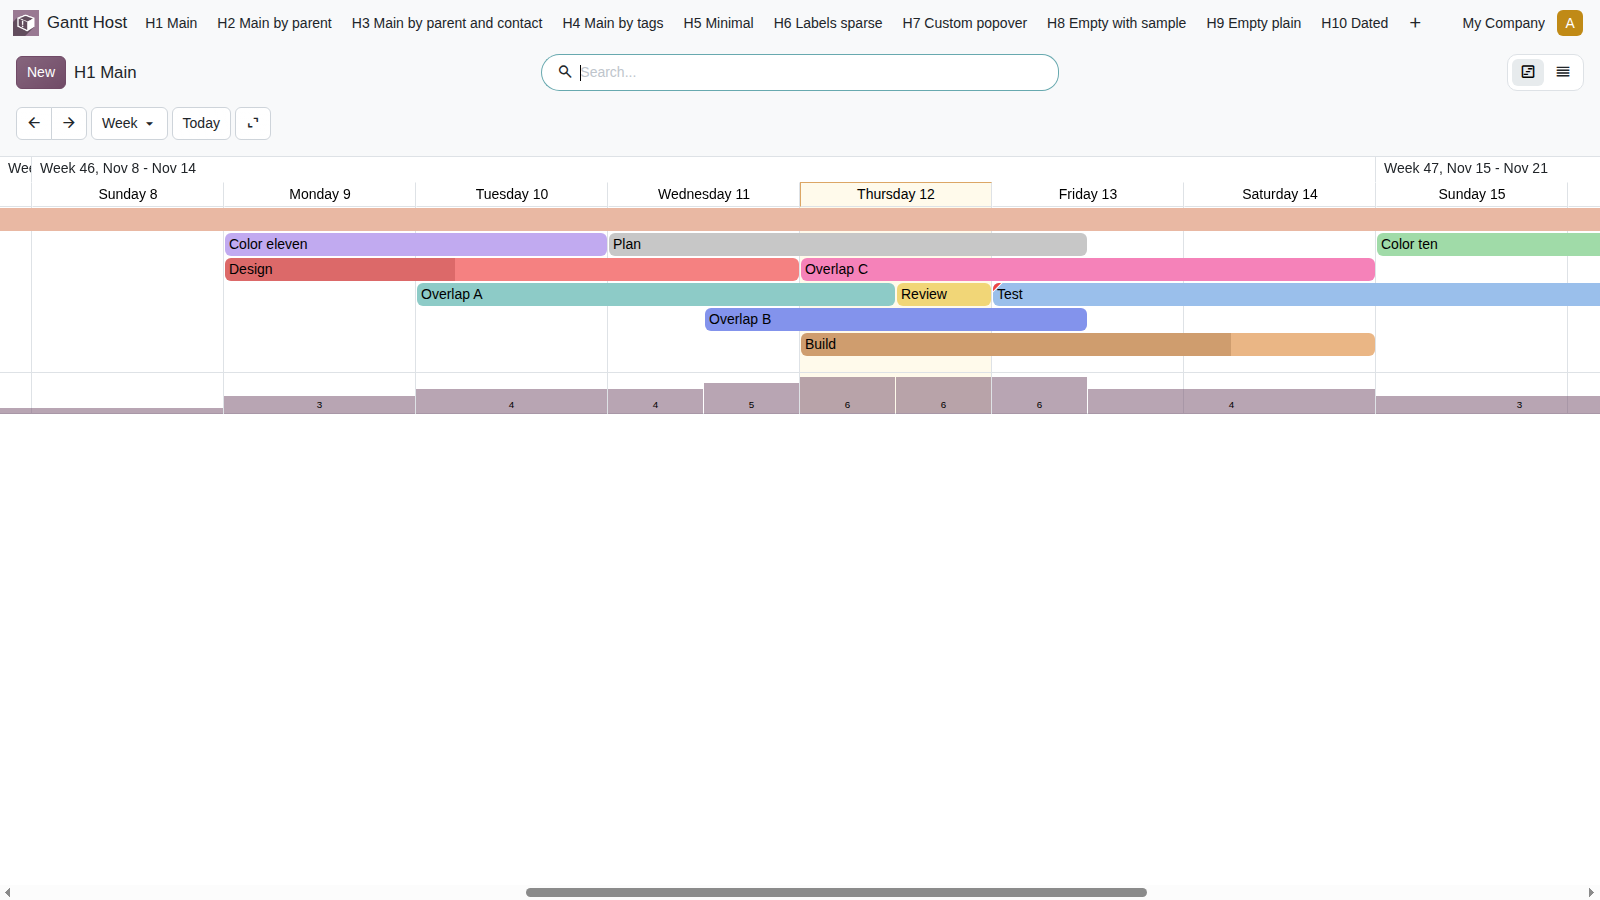 Gantt Host H1 Main H2 Main by parent H3 Main by parent and contact H4 Main by tags H5 Minimal H6 Labels sparse H7 Custom popover H8 Empty with sample H9 Empty plain H10 Dated + My Company A
New H1 Main Search...
Week Today
Week 46, Nov 8 - Nov 14 Week 47, Nov 15 - Nov 21
Sunday 8 Monday 9 Tuesday 10 Wednesday 11 Thursday 12 Friday 13 Saturday 14 Sunday 15
Color eleven Plan Color ten
Design Overlap C
Overlap A Review Test
Overlap B
Build
3 4 4 5 6 6 6 4 3